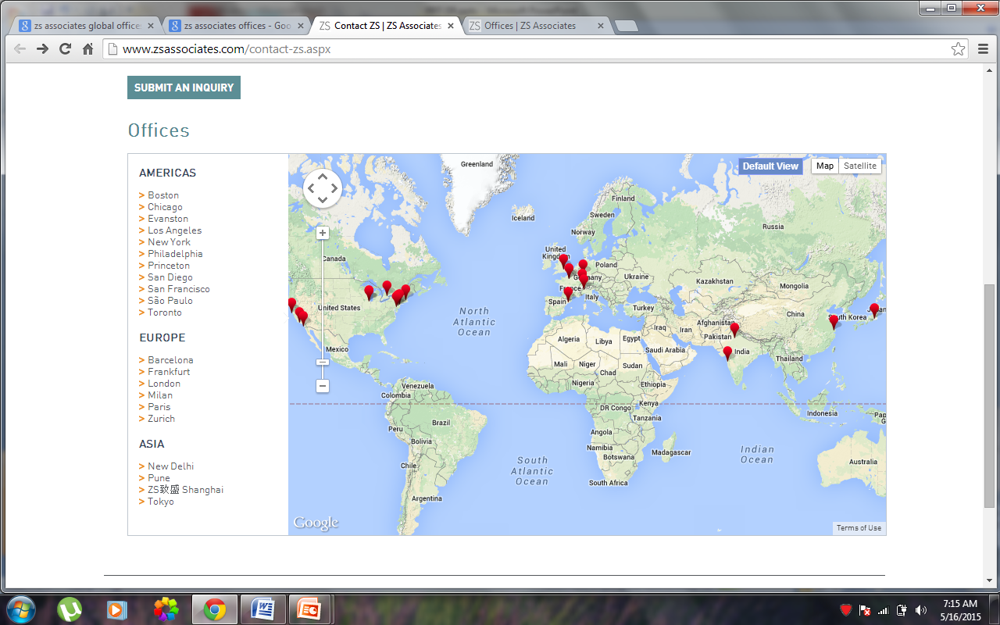 zs associates global office
zs associates offices - Goo
ZS Contact ZS | ZS Associates
ZS Offices | ZS Associates
www.zsassociates.com/contact-zs.aspx
SUBMIT AN INQUIRY
Offices
AMERICAS
> Boston
> Chicago
> Evanston
> Los Angeles
> New York
> Philadelphia
> Princeton
> San Diego
> San Francisco
> São Paulo
> Toronto
EUROPE
> Barcelona
> Frankfurt
> London
> Milan
> Paris
> Zurich
ASIA
> New Delhi
> Pune
> ZS致盛 Shanghai
> Tokyo
Default View
Map
Satellite
Greenland
Iceland
Finland
Sweden
Norway
Russia
United
Kingdom
Canada
Poland
Germany
Ukraine
Kazakhstan
Mongolia
France
Italy
Spain
Turkey
United States
China
South Korea
Japan
North
Atlantic
Ocean
Iraq
Iran
Afghanistan
Pakistan
Algeria
Libya
Egypt
Saudi Arabia
India
Thailand
Mexico
Mali
Niger
Chad
Sudan
Nigeria
Ethiopia
Venezuela
Colombia
Kenya
DR Congo
Tanzania
Indonesia
Papua
G
Peru
Brazil
Bolivia
Angola
Namibia
Botswana
Madagascar
South
Atlantic
Ocean
Indian
Ocean
Australia
Chile
South Africa
Argentina
Google
Terms of Use
7:15 AM
5/16/2015